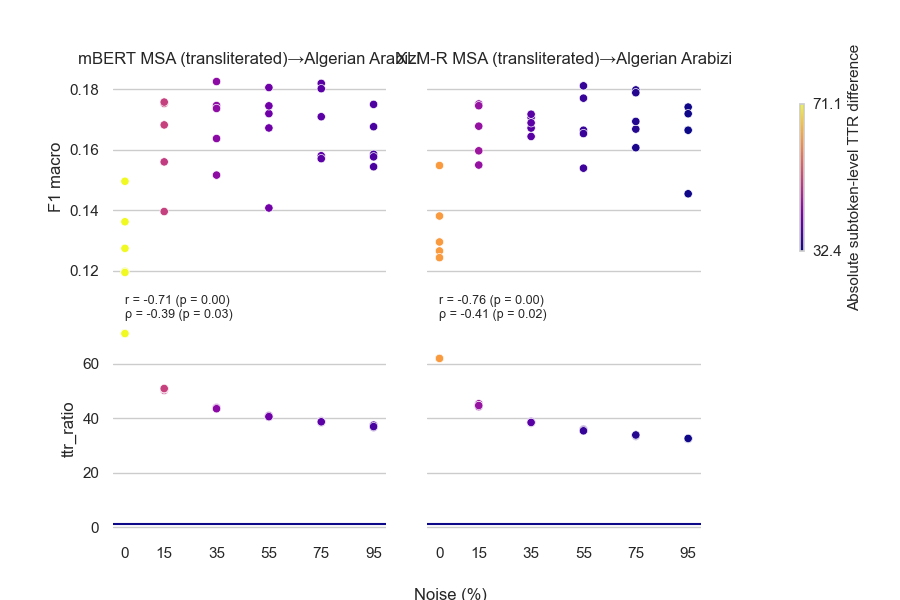 mBERT MSA (transliterated)→Algerian Arabizi
XLM-R MSA (transliterated)→Algerian Arabizi
F1 macro
0.18
0.16
0.14
0.12
r = -0.71 (p = 0.00)
ρ = -0.39 (p = 0.03)
r = -0.76 (p = 0.00)
ρ = -0.41 (p = 0.02)
ttr_ratio
60
40
20
0
0 15 35 55 75 95
0 15 35 55 75 95
Noise (%)
71.1
32.4
Absolute subtoken-level TTR difference